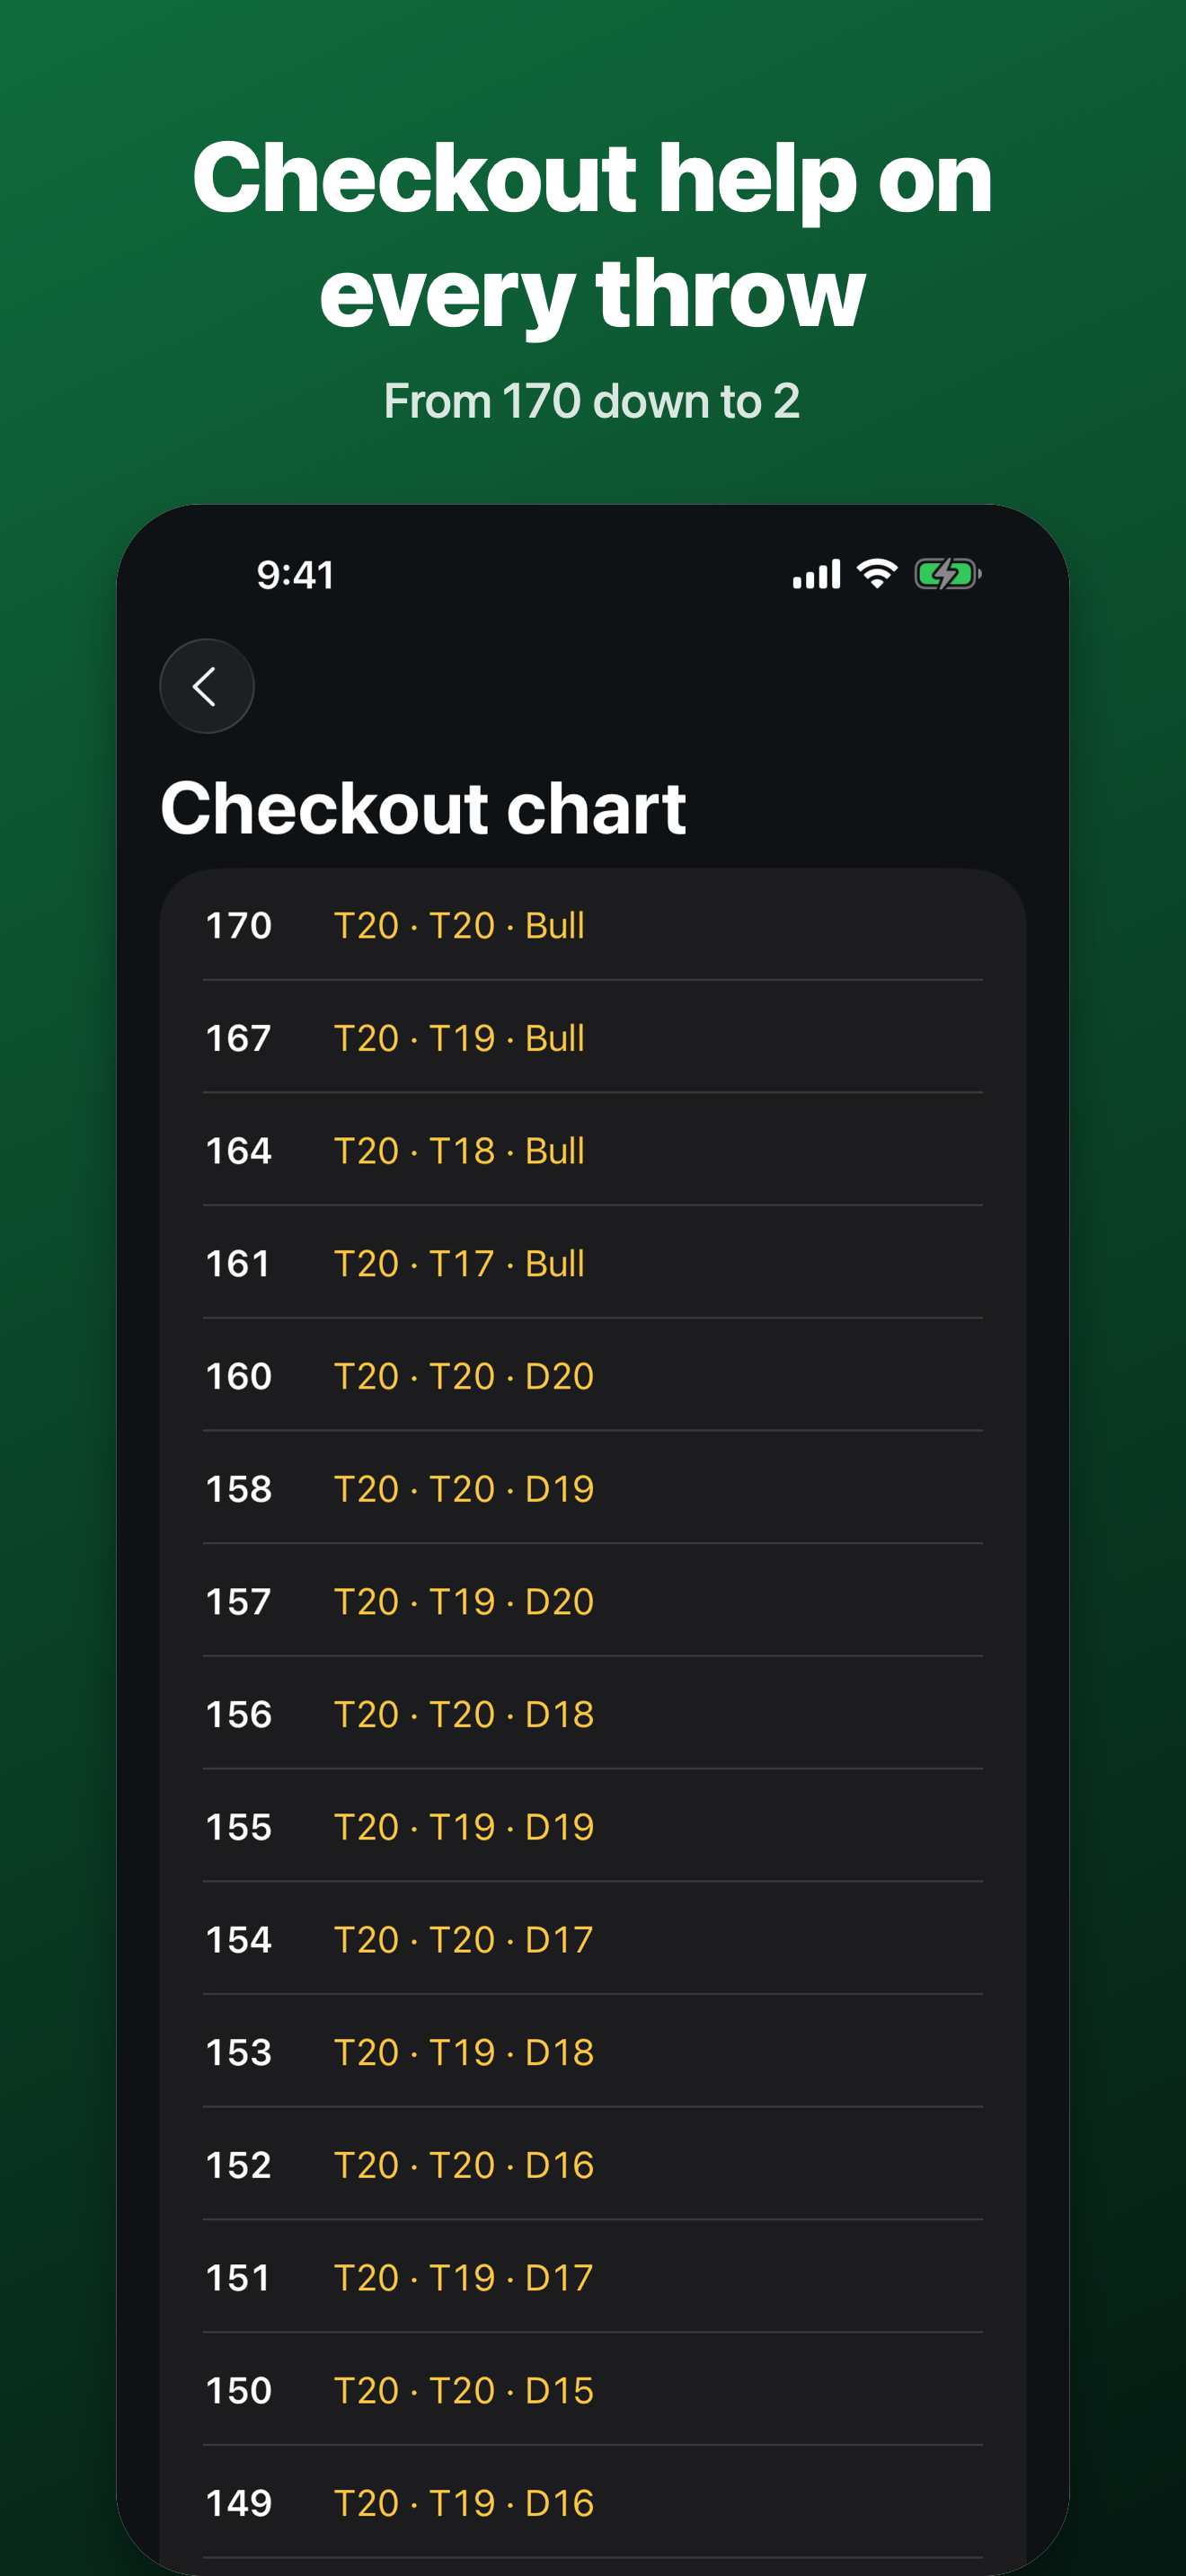 Checkout help on
every throw
From 170 down to 2
9:41
Checkout chart
170 T20 · T20 · Bull
167 T20 · T19 · Bull
164 T20 · T18 · Bull
161 T20 · T17 · Bull
160 T20 · T20 · D20
158 T20 · T20 · D19
157 T20 · T19 · D20
156 T20 · T20 · D18
155 T20 · T19 · D19
154 T20 · T20 · D17
153 T20 · T19 · D18
152 T20 · T20 · D16
151 T20 · T19 · D17
150 T20 · T20 · D15
149 T20 · T19 · D16